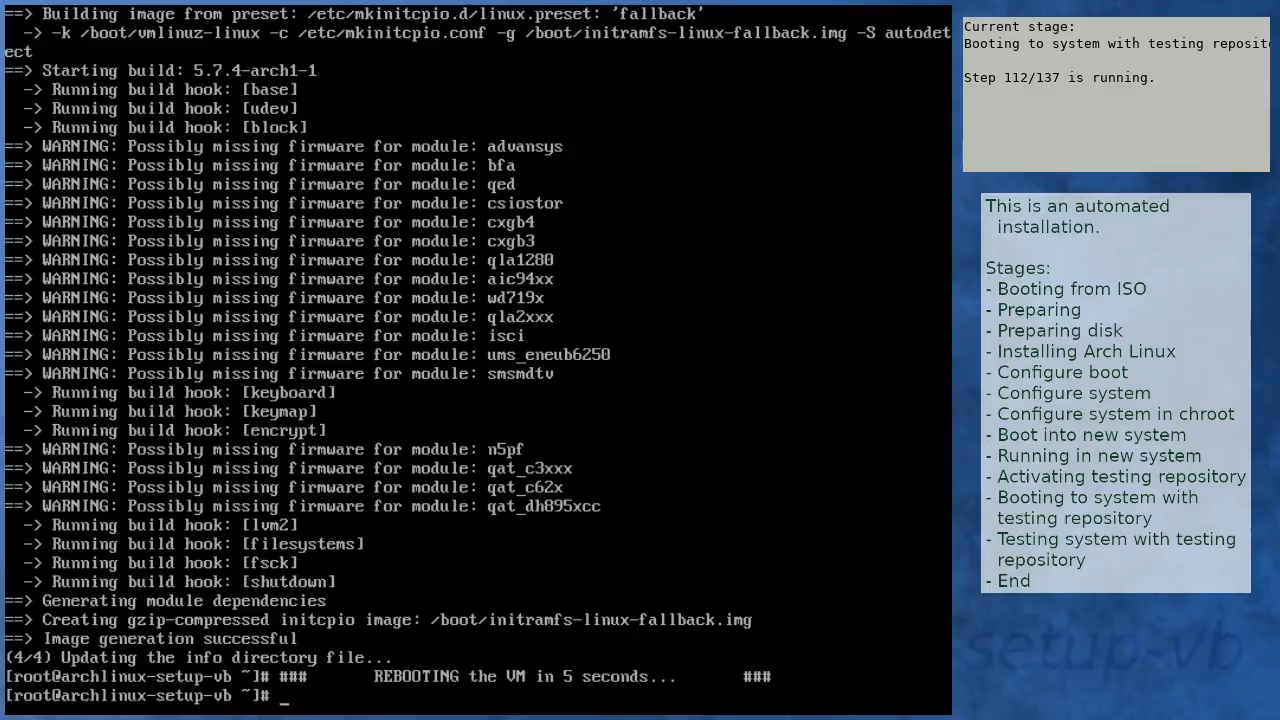 ==> Building image from preset: /etc/mkinitcpio.d/linux.preset: 'fallback'
  -> -k /boot/vmlinuz-linux -c /etc/mkinitcpio.conf -g /boot/initramfs-linux-fallback.img -S autodet
ect
==> Starting build: 5.7.4-arch1-1
  -> Running build hook: [base]
  -> Running build hook: [udev]
  -> Running build hook: [block]
==> WARNING: Possibly missing firmware for module: advansys
==> WARNING: Possibly missing firmware for module: bfa
==> WARNING: Possibly missing firmware for module: qed
==> WARNING: Possibly missing firmware for module: csiostor
==> WARNING: Possibly missing firmware for module: cxgb4
==> WARNING: Possibly missing firmware for module: cxgb3
==> WARNING: Possibly missing firmware for module: qla1280
==> WARNING: Possibly missing firmware for module: aic94xx
==> WARNING: Possibly missing firmware for module: wd719x
==> WARNING: Possibly missing firmware for module: qla2xxx
==> WARNING: Possibly missing firmware for module: isci
==> WARNING: Possibly missing firmware for module: ums_eneub6250
==> WARNING: Possibly missing firmware for module: smsmdtv
  -> Running build hook: [keyboard]
  -> Running build hook: [keymap]
  -> Running build hook: [encrypt]
==> WARNING: Possibly missing firmware for module: n5pf
==> WARNING: Possibly missing firmware for module: qat_c3xxx
==> WARNING: Possibly missing firmware for module: qat_c62x
==> WARNING: Possibly missing firmware for module: qat_dh895xcc
  -> Running build hook: [lvm2]
  -> Running build hook: [filesystems]
  -> Running build hook: [fsck]
  -> Running build hook: [shutdown]
==> Generating module dependencies
==> Creating gzip-compressed initcpio image: /boot/initramfs-linux-fallback.img
==> Image generation successful
(4/4) Updating the info directory file...
[root@archlinux-setup-vb ~]# ###       REBOOTING the VM in 5 seconds...       ###
[root@archlinux-setup-vb ~]# _
Current stage:
Booting to system with testing reposito
Step 112/137 is running.
This is an automated
installation.
Stages:
- Booting from ISO
- Preparing
- Preparing disk
- Installing Arch Linux
- Configure boot
- Configure system
- Configure system in chroot
- Boot into new system
- Running in new system
- Activating testing repository
- Booting to system with
testing repository
- Testing system with testing
repository
- End
setup-vb